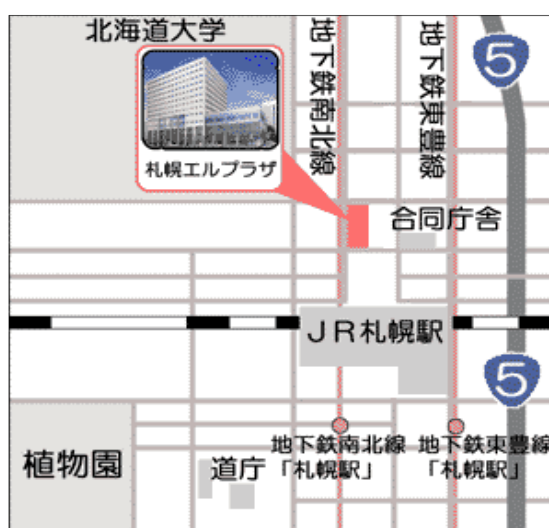 北海道大学
地下鉄南北線
地下鉄東豊線
5
札幌エルプラザ
合同庁舎
JR札幌駅
5
植物園
道庁
地下鉄南北線
「札幌駅」
地下鉄東豊線
「札幌駅」